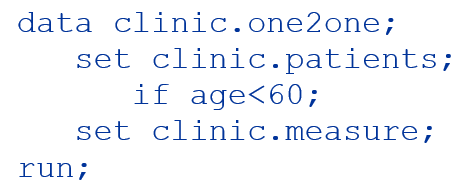 data clinic.one2one;
set clinic.patients;
if age<60;
set clinic.measure;
run;